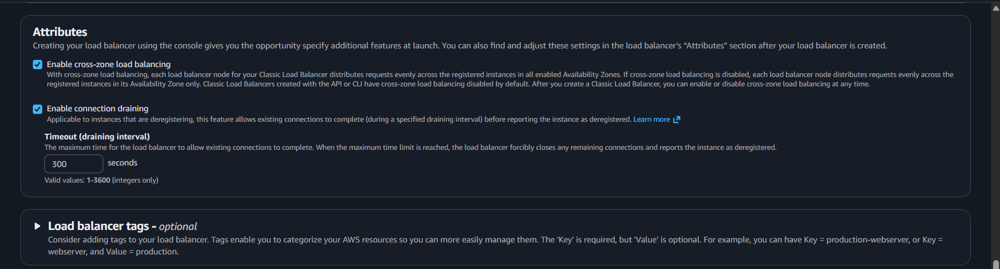 Attributes
Creating your load balancer using the console gives you the opportunity specify additional features at launch. You can also find and adjust these settings in the load balancer's “Attributes” section after your load balancer is created.
Enable cross-zone load balancing
With cross-zone load balancing, each load balancer node for your Classic Load Balancer distributes requests evenly across the registered instances in all enabled Availability Zones. If cross-zone load balancing is disabled, each load balancer node distributes requests evenly across the
registered instances in its Availability Zone only. Classic Load Balancers created with the API or CLI have cross-zone load balancing disabled by default. After you create a Classic Load Balancer, you can enable or disable cross-zone load balancing at any time.
Enable connection draining
Applicable to instances that are deregistering, this feature allows existing connections to complete (during a specified draining interval) before reporting the instance as deregistered. Learn more
Timeout (draining interval)
The maximum time for the load balancer to allow existing connections to complete. When the maximum time limit is reached, the load balancer forcibly closes any remaining connections and reports the instance as deregistered.
300 seconds
Valid values: 1-3600 (integers only)
Load balancer tags - optional
Consider adding tags to your load balancer. Tags enable you to categorize your AWS resources so you can more easily manage them. The 'Key' is required, but 'Value' is optional. For example, you can have Key = production-webserver, or Key =
webserver, and Value = production.